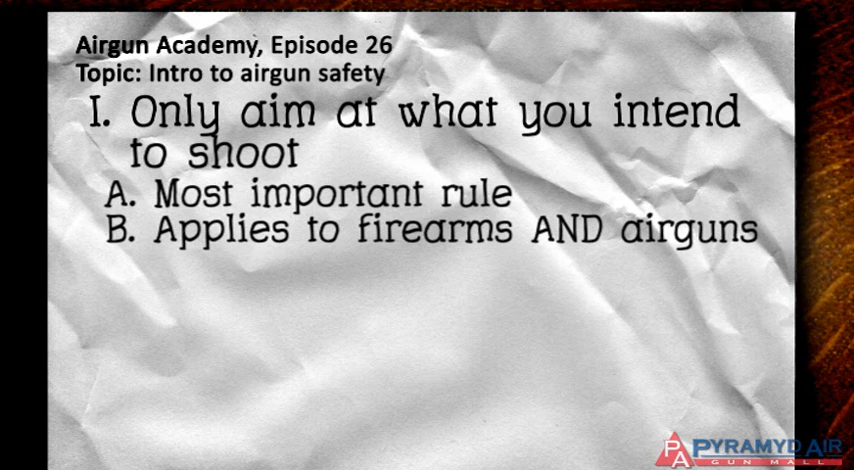 Airgun Academy, Episode 26
Topic: Intro to airgun safety
I. Only aim at what you intend
to shoot
A. Most important rule
B. Applies to firearms AND airguns
PA PYRAMYD AIR
GUN MALL